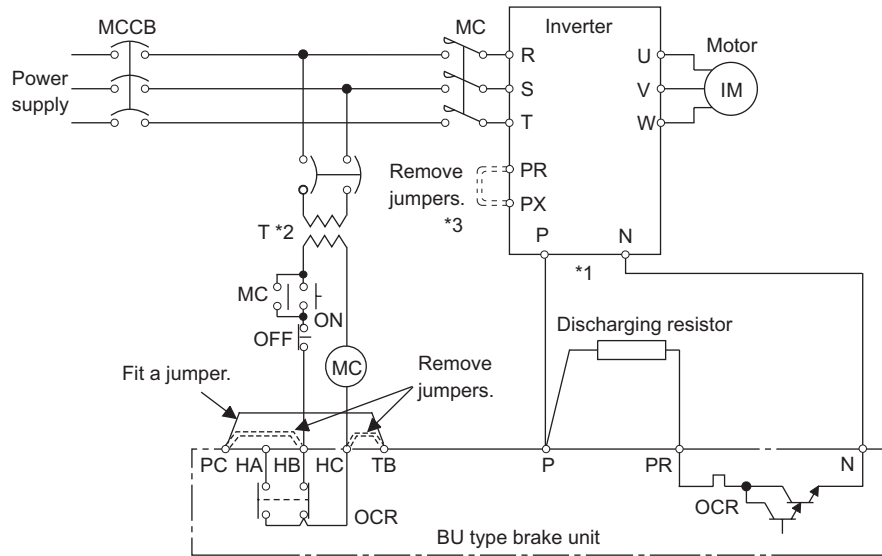 MCCB
MC
Inverter
Motor
Power
supply
R
S
T
U
V
W
IM
Remove
jumpers.
*3
PR
PX
P
N
*1
T *2
MC
ON
OFF
MC
Discharging resistor
Fit a jumper.
Remove
jumpers.
PC
HA
HB
HC
TB
P
PR
N
OCR
OCR
BU type brake unit